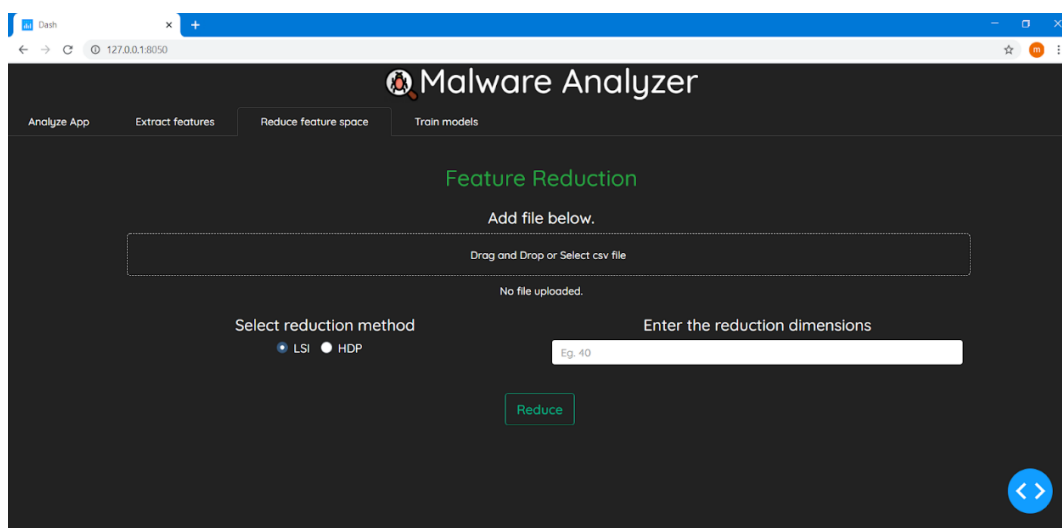 Dash
127.0.0.1:8050
m
Malware Analyzer
Analyze App Extract features Reduce feature space Train models
Feature Reduction
Add file below.
Drag and Drop or Select csv file
No file uploaded.
Select reduction method Enter the reduction dimensions
LSI HDP Eg. 40
Reduce